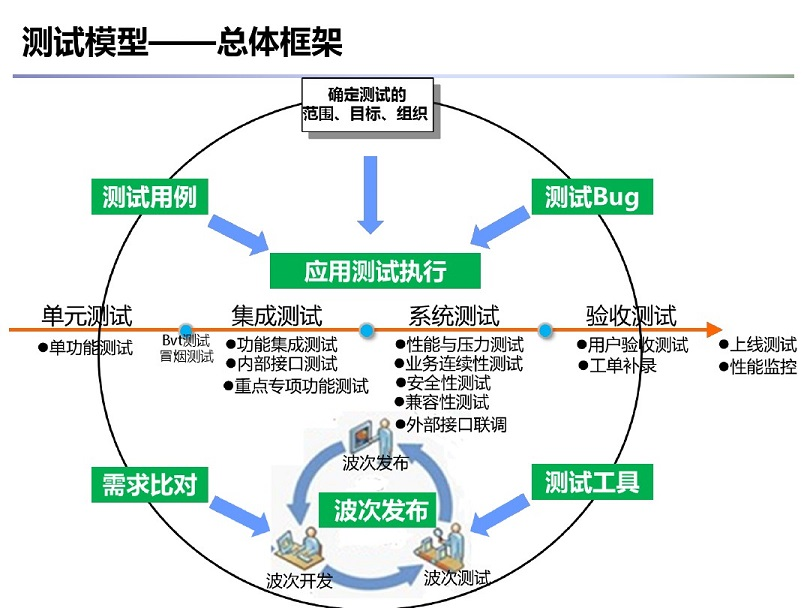 测试模型——总体框架
确定测试的
范围、目标、组织
测试用例
测试Bug
应用测试执行
单元测试
集成测试
系统测试
验收测试
●单功能测试
Bvt测试
冒烟测试
●功能集成测试
●内部接口测试
●重点专项功能测试
●性能与压力测试
●业务连续性测试
●安全性测试
●兼容性测试
●外部接口联调
●用户验收测试
●工单补录
●上线测试
●性能监控
波次发布
需求比对
测试工具
波次发布
波次开发
波次测试